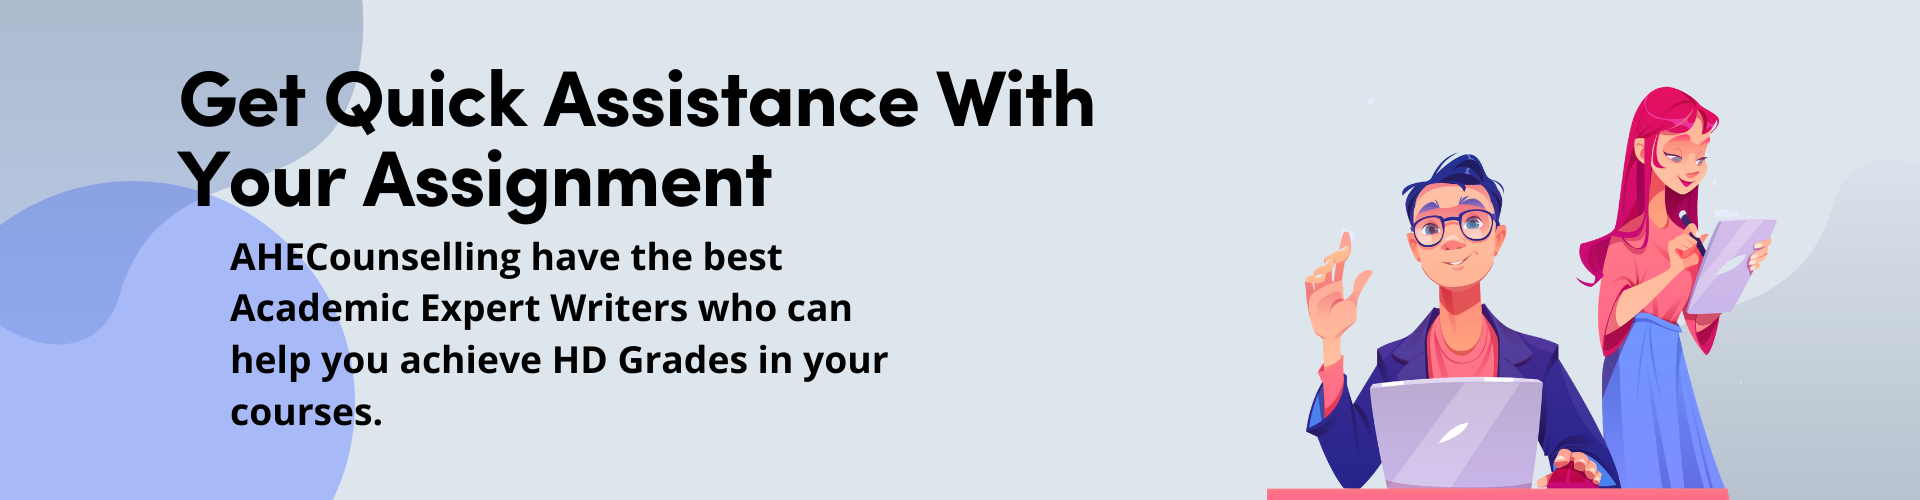 Get Quick Assistance With
Your Assignment
AHECounselling have the best
Academic Expert Writers who can
help you achieve HD Grades in your
courses.